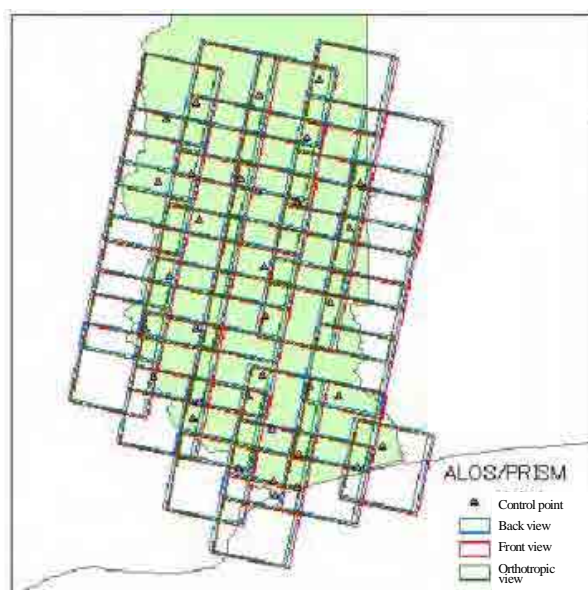 ALOS/PRISM
Control point
Back view
Front view
Orthotropic
view